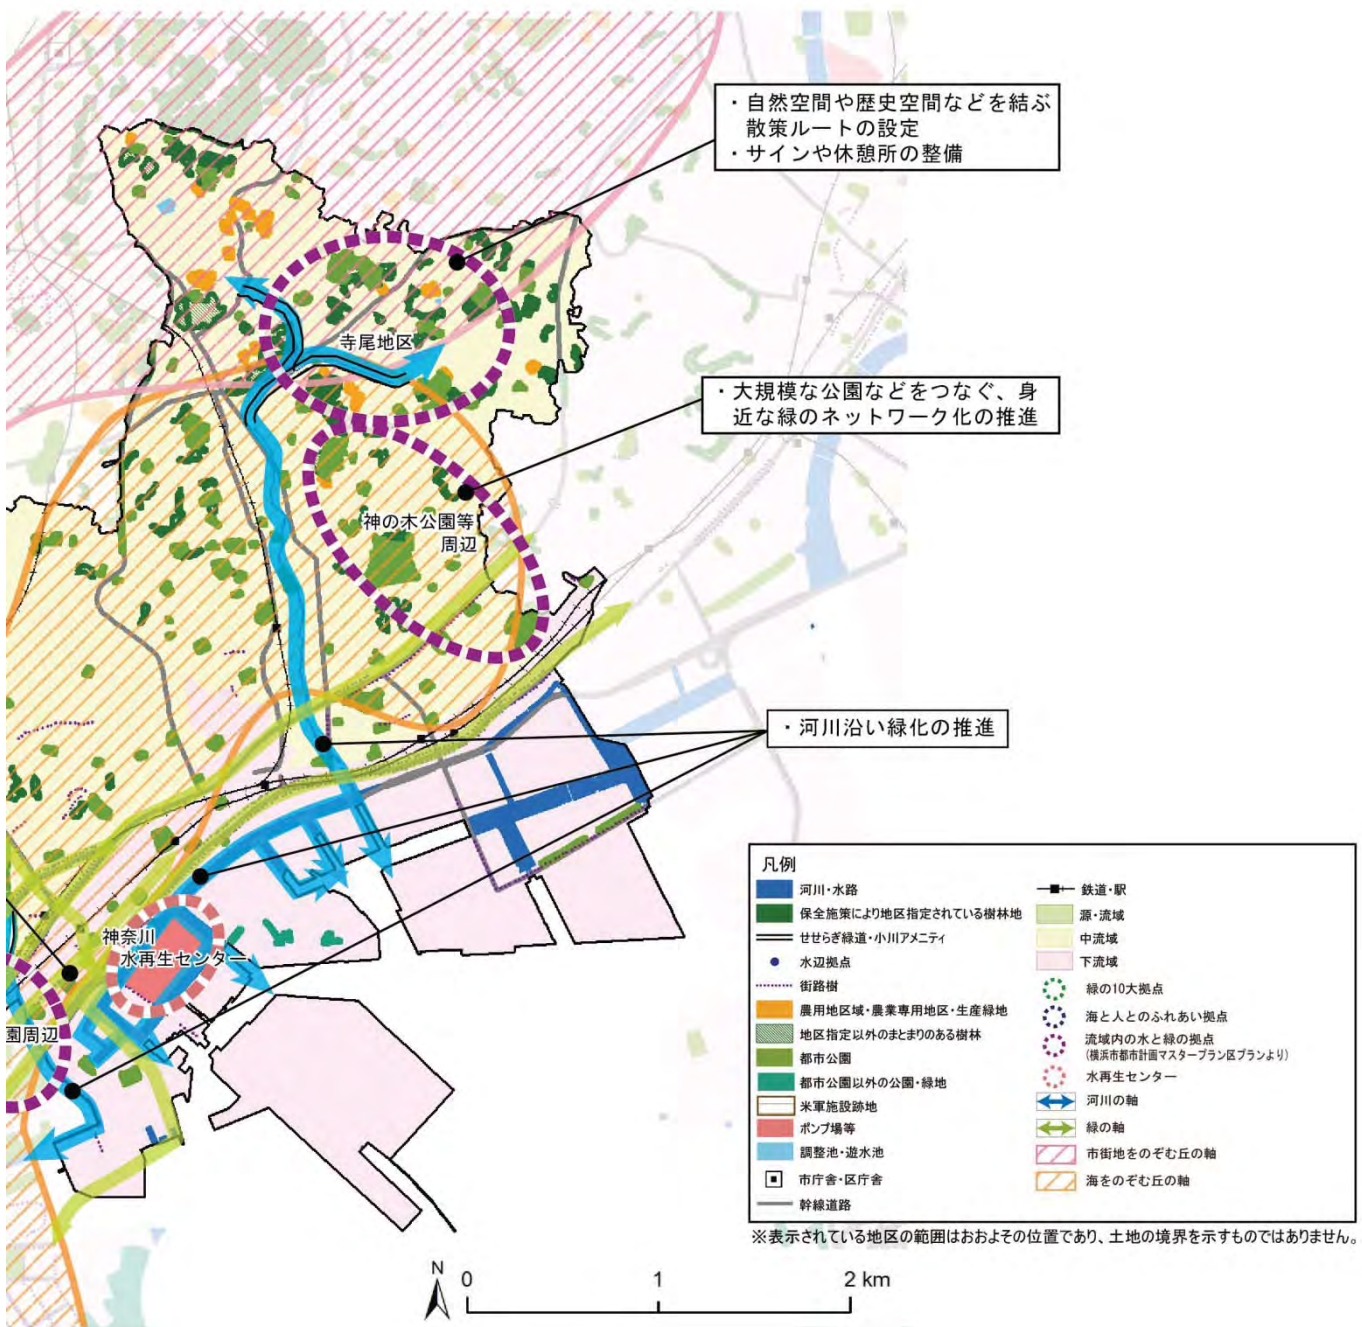 ・自然空間や歴史空間などを結ぶ
散策ルートの設定
・サインや休憩所の整備
寺尾地区
・大規模な公園などをつなぐ、身
近な緑のネットワーク化の推進
神の木公園等
周辺
・河川沿い緑化の推進
神奈川
水再生センター
園周辺
凡例
河川・水路
保全施策により地区指定されている樹林地
せせらぎ緑道・小川アメニティ
水辺拠点
街路樹
農用地区域・農業専用地区・生産緑地
地区指定以外のまとまりのある樹林
都市公園
都市公園以外の公園・緑地
米軍施設跡地
ポンプ場等
調整池・遊水池
市庁舎・区庁舎
幹線道路
鉄道・駅
源・流域
中流域
下流域
緑の10大拠点
海と人とのふれあい拠点
流域内の水と緑の拠点
(横浜市都市計画マスタープラン区プランより)
水再生センター
河川の軸
緑の軸
市街地をのぞむ丘の軸
海をのぞむ丘の軸
※表示されている地区の範囲はおおよその位置であり、土地の境界を示すものではありません。
N
0 1 2 km